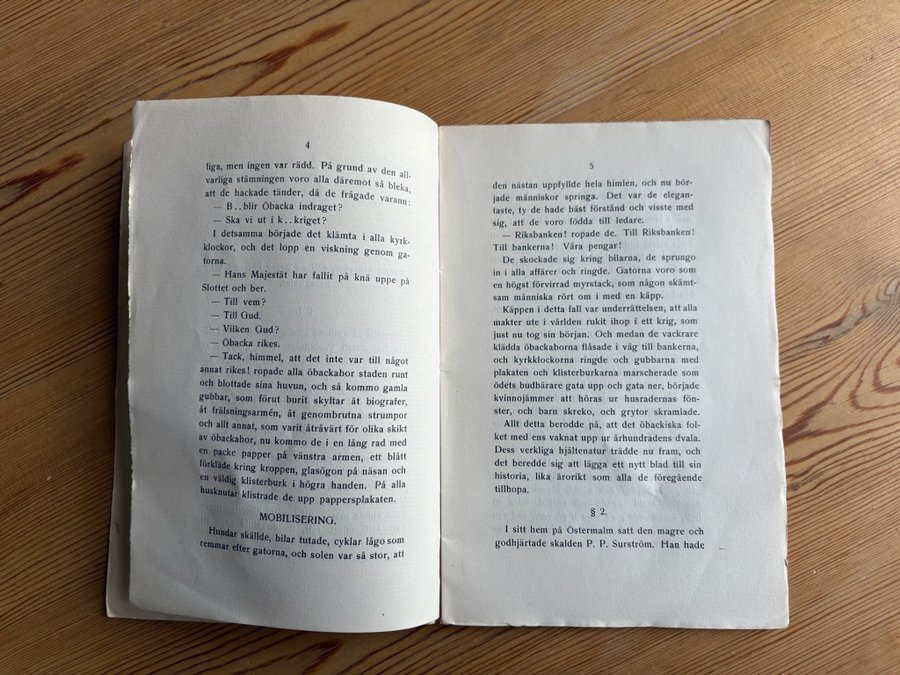 4
liga, men ingen var rädd. På grund av den all-
varliga stämningen voro alla däremot så bleka,
att de hackade tänder, då de frågade varann:
— B..blir Öbacka indraget?
— Ska vi ut i k..kriget?
I detsamma började det klämta i alla kyrk-
klockor, och det lopp en viskning genom ga-
torna.
— Hans Majestät har fallit på knä uppe på
Slottet och ber.
— Till vem?
— Till Gud.
— Vilken Gud?
— Öbacka rikes.
— Tack, himmel, att det inte var till något
annat rikes! ropade alla öbackabor staden runt
och blottade sina huvun, och så kommo gamla
gubbar, som förut burit skyltar åt biografer,
åt frälsningsarmén, åt genombrutna strumpor
och allt annat, som varit åtråvärt för olika skikt
av öbackabor, nu kommo de i en lång rad med
en packe papper på vänstra armen, ett blått
förkläde kring kroppen, glasögon på näsan och
en väldig klisterburk i högra handen. På alla
husknutar klistrade de upp pappersplakaten.
MOBILISERING.
Hundar skällde, bilar tutade, cyklar lågo som
remmar efter gatorna, och solen var så stor, att
5
den nästan uppfyllde hela himlen, och nu bör-
jade människor springa. Det var de elegan-
taste, ty de hade bäst förstånd och visste med
sig, att de voro födda till ledare.
— Riksbanken! ropade de. Till Riksbanken!
Till bankerna! Våra pengar!
De skockade sig kring bilarna, de sprungo
in i alla affärer och ringde. Gatorna voro som
en högst förvirrad myrstack, som någon skämt-
sam människa rört om i med en käpp.
Käppen i detta fall var underrättelsen, att alla
makter ute i världen rukit ihop i ett krig, som
just nu tog sin början. Och medan de vackrare
klädda öbackaborna flåsade i väg till bankerna,
och kyrkklockorna ringde och gubbarna med
plakaten och klisterburkarna marscherade som
ödets budbärare gata upp och gata ner, började
kvinnojämmer att höras ur husradernas föns-
ster, och barn skreko, och grytor skramlade.
Allt detta berodde på, att det öbackiska fol-
ket med ens vaknat upp ur århundradens dvala.
Dess verkliga hjältenatur trädde nu fram, och
det beredde sig att lägga ett nytt blad till sin
historia, lika ärorikt som alla de föregående
tillhopa.
§ 2.
I sitt hem på Östermalm satt den magre och
godhjärtade skalden P. P. Surström. Han hade